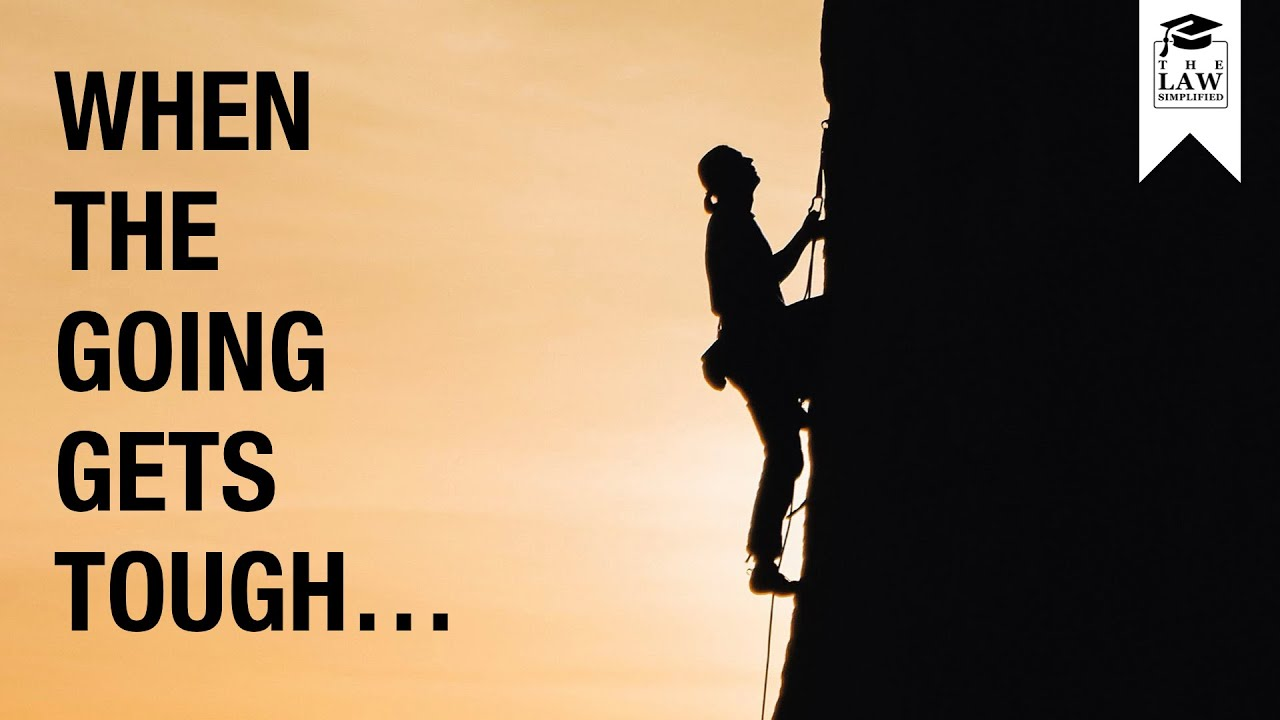 WHEN
THE
GOING
GETS
TOUGH...
THE
LAW
SIMPLIFIED